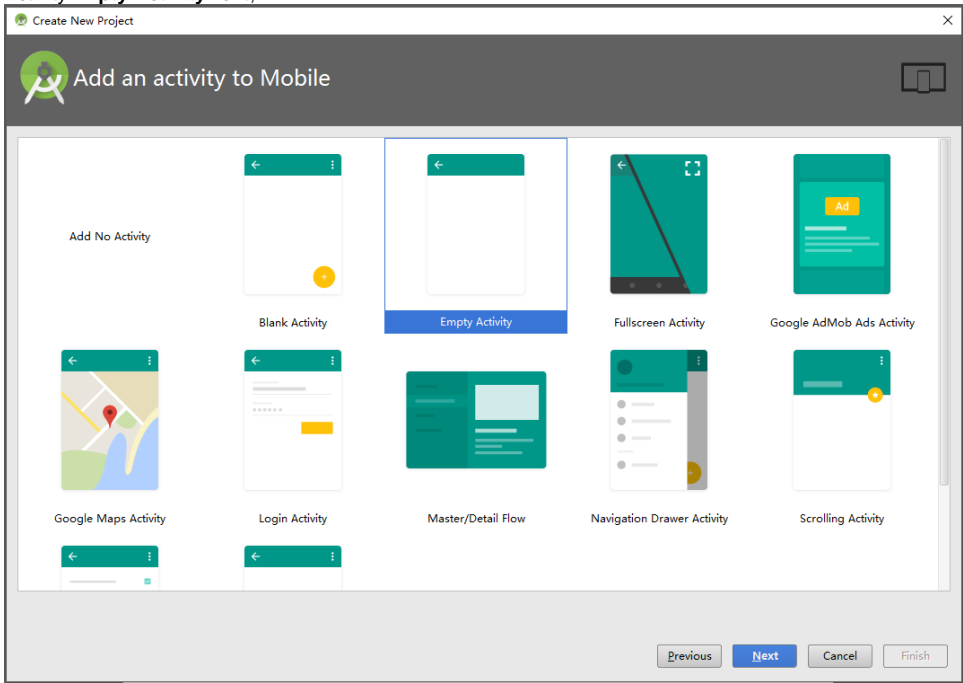 Create New Project
Add an activity to Mobile
Ad
Add No Activity
Blank Activity
Empty Activity
Fullscreen Activity
Google AdMob Ads Activity
Google Maps Activity
Login Activity
Master/Detail Flow
Navigation Drawer Activity
Scrolling Activity
Previous
Next
Cancel
Finish